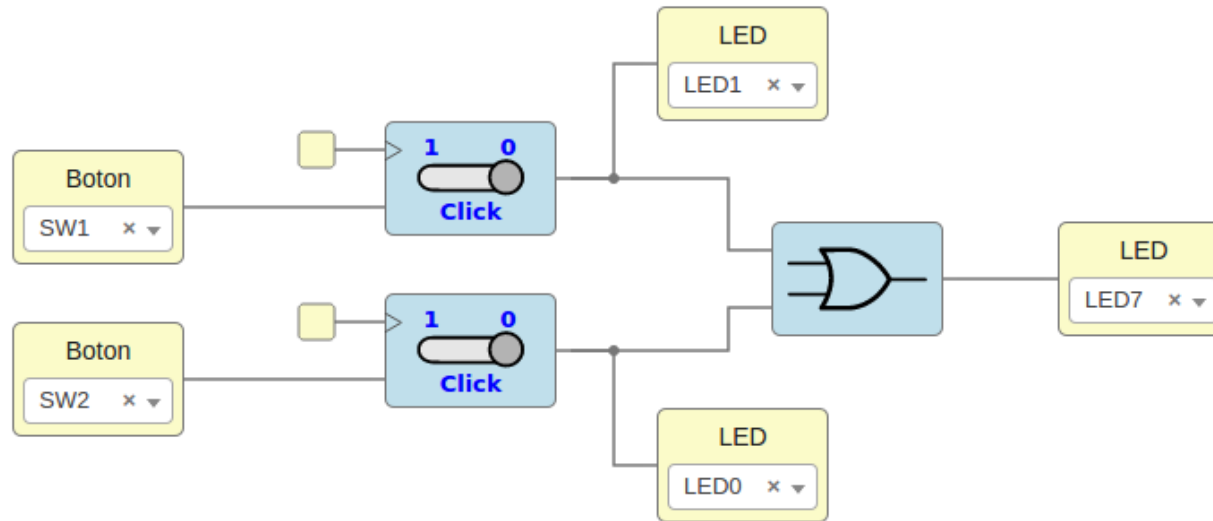 LED
LED1
1 0
Click
Boton
SW1
LED
LED7
1 0
Click
Boton
SW2
LED
LED0